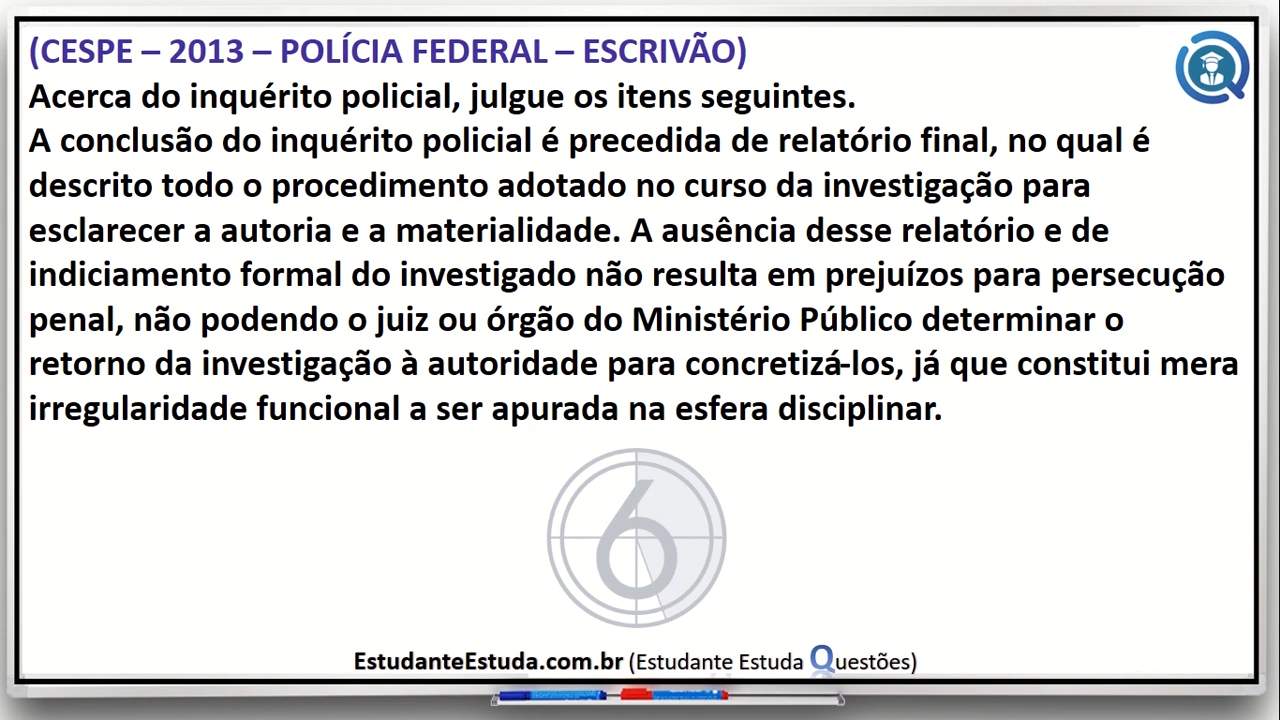 (CESPE – 2013 – POLÍCIA FEDERAL – ESCRIVÃO)
Acerca do inquérito policial, julgue os itens seguintes.
A conclusão do inquérito policial é precedida de relatório final, no qual é
descrito todo o procedimento adotado no curso da investigação para
esclarecer a autoria e a materialidade. A ausência desse relatório e de
indiciamento formal do investigado não resulta em prejuízos para persecução
penal, não podendo o juiz ou órgão do Ministério Público determinar o
retorno da investigação à autoridade para concretizá-los, já que constitui mera
irregularidade funcional a ser apurada na esfera disciplinar.
6
EstudanteEstuda.com.br (Estudante Estuda Questões)